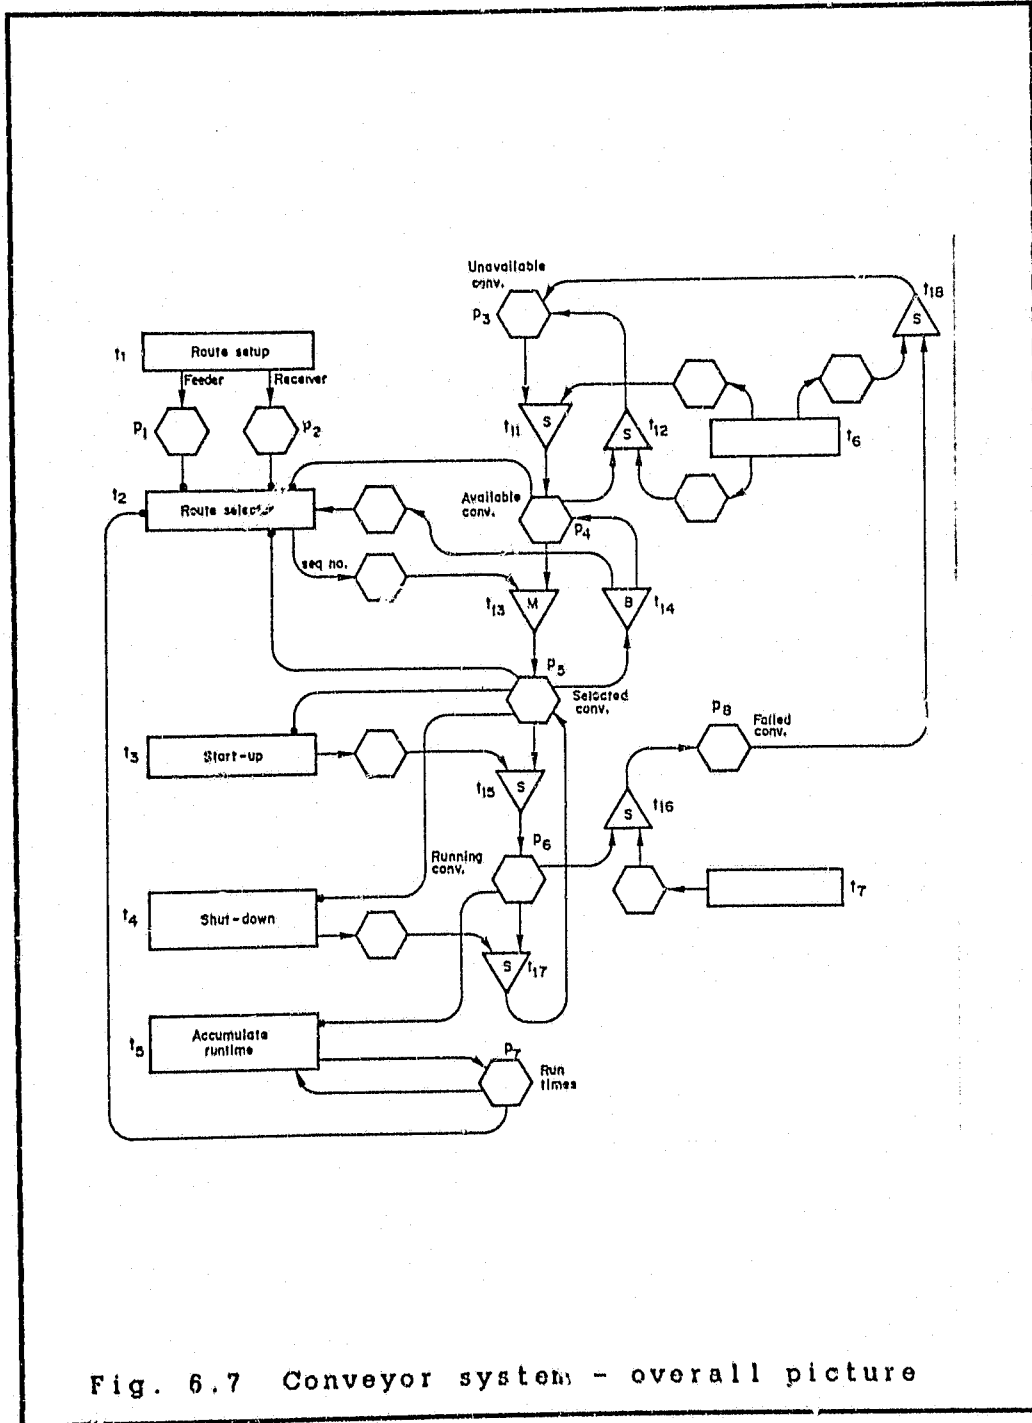 Unavailable
conv.
p3
t18
S
t1
Route setup
Feeder
Receiver
p1
p2
S
t11
S
t12
t6
t2
Route selector
Available
conv.
p4
seq no.
t13
M
B
t14
p5
Selected
conv.
p8
Failed
conv.
t3
Start-up
t15
S
t16
S
p6
Running
conv.
t7
t4
Shut-down
S
t17
t5
Accumulate
runtime
p7
Run
times
Fig. 6.7 Conveyor system - overall picture